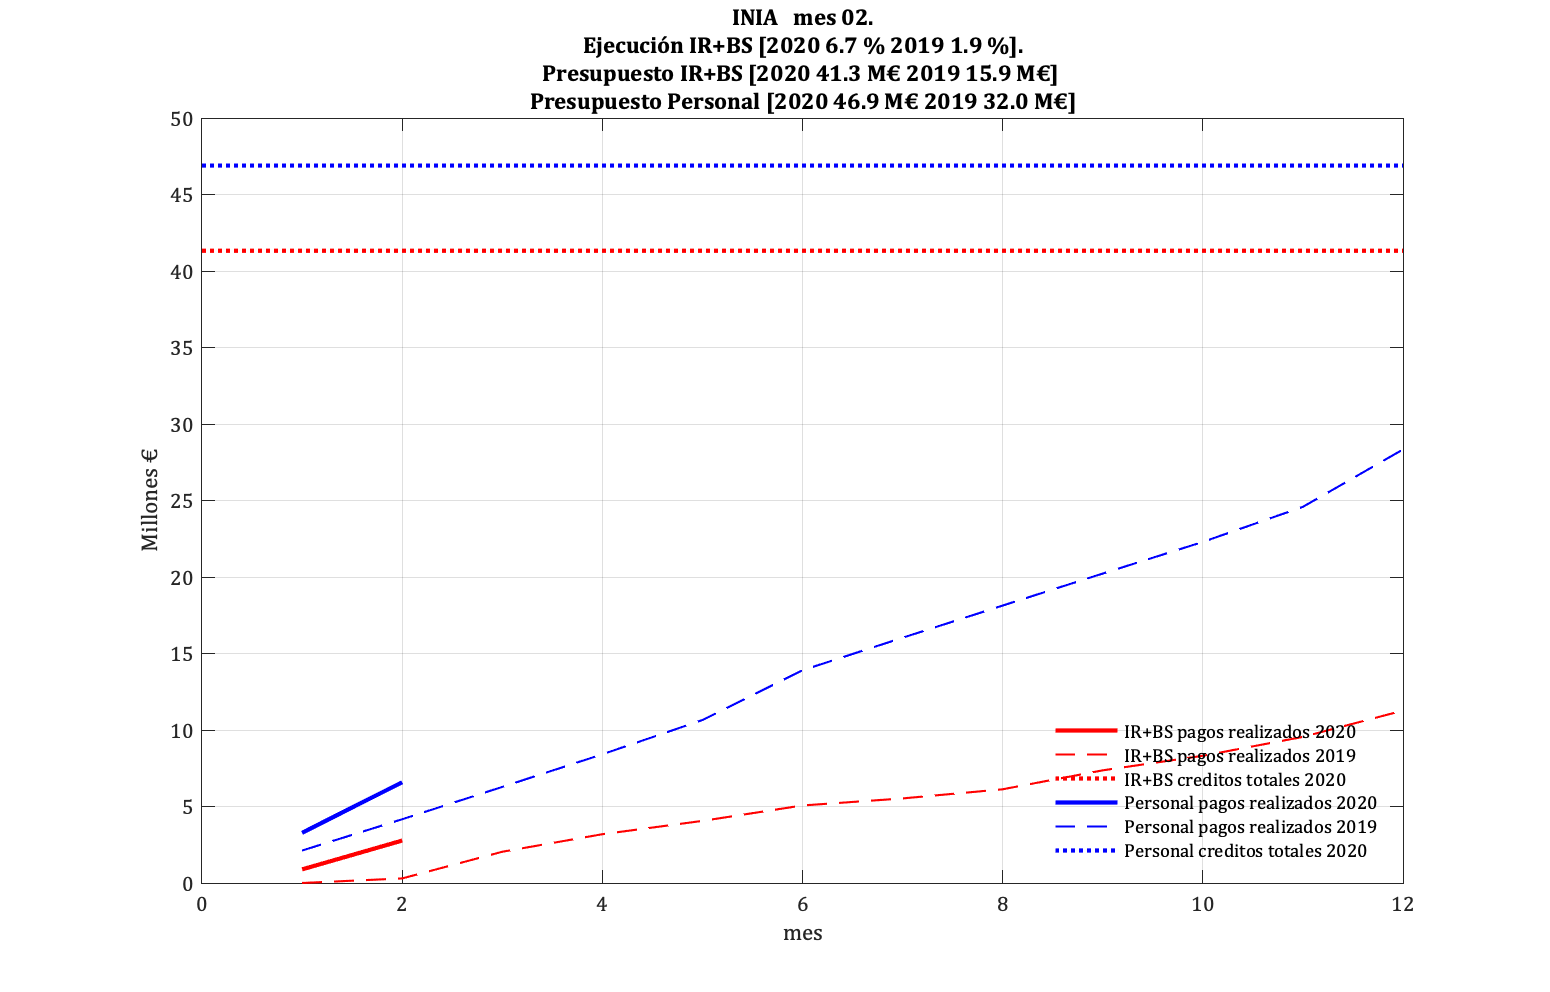 INIA mes 02.
Ejecución IR+BS [2020 6.7 % 2019 1.9 %].
Presupuesto IR+BS [2020 41.3 M€ 2019 15.9 M€]
Presupuesto Personal [2020 46.9 M€ 2019 32.0 M€]
50
45
40
35
30
25
20
15
10
5
0
Millones €
IR+BS pagos realizados 2020
IR+BS pagos realizados 2019
IR+BS creditos totales 2020
Personal pagos realizados 2020
Personal pagos realizados 2019
Personal creditos totales 2020
0 2 4 6 8 10 12
mes